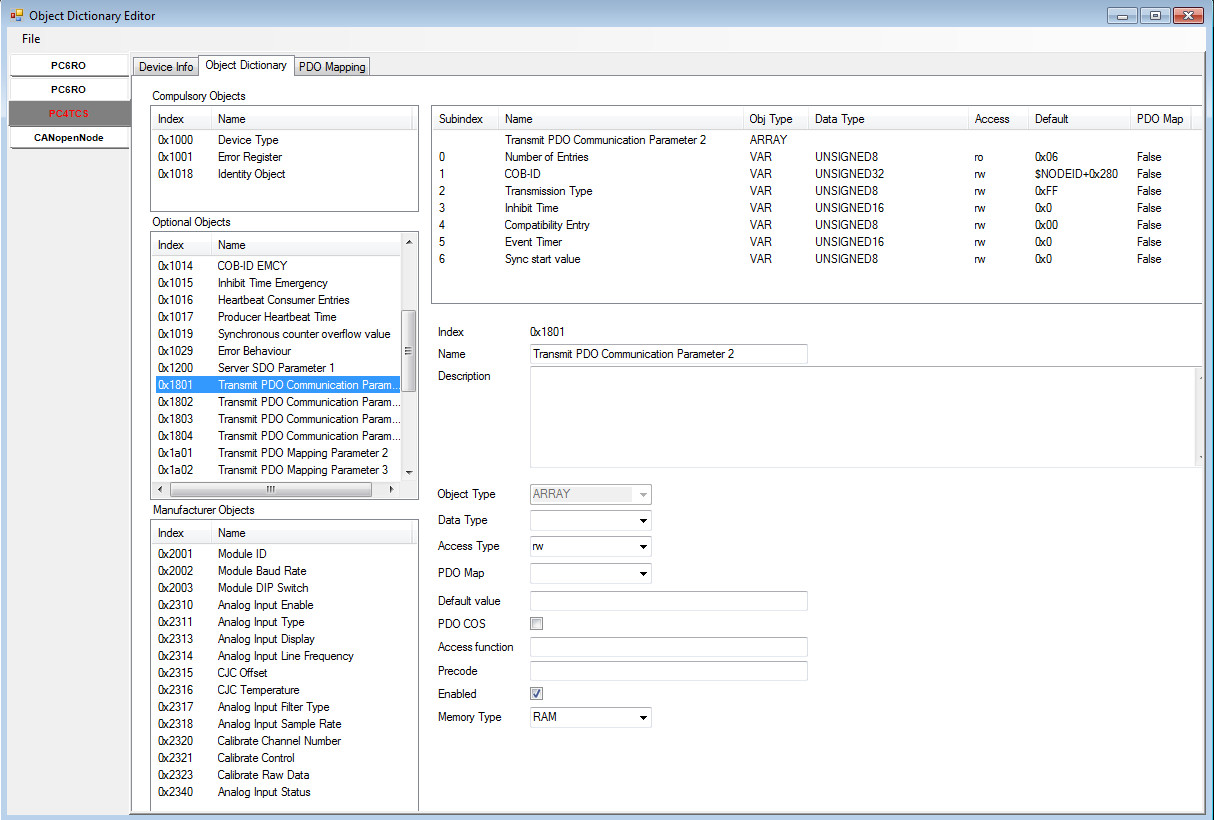 Object Dictionary Editor
File
PC6RO
PC6RO
PC4TCS
CANopenNode
Device Info Object Dictionary PDO Mapping
Compulsory Objects
Index Name
0x1000 Device Type
0x1001 Error Register
0x1018 Identity Object
Optional Objects
Index Name
0x1014 COB-ID EMCY
0x1015 Inhibit Time Emergency
0x1016 Heartbeat Consumer Entries
0x1017 Producer Heartbeat Time
0x1019 Synchronous counter overflow value
0x1029 Error Behaviour
0x1200 Server SDO Parameter 1
0x1801 Transmit PDO Communication Param...
0x1802 Transmit PDO Communication Param...
0x1803 Transmit PDO Communication Param...
0x1804 Transmit PDO Communication Param...
0x1a01 Transmit PDO Mapping Parameter 2
0x1a02 Transmit PDO Mapping Parameter 3
Manufacturer Objects
Index Name
0x2001 Module ID
0x2002 Module Baud Rate
0x2003 Module DIP Switch
0x2310 Analog Input Enable
0x2311 Analog Input Type
0x2313 Analog Input Display
0x2314 Analog Input Line Frequency
0x2315 CJC Offset
0x2316 CJC Temperature
0x2317 Analog Input Filter Type
0x2318 Analog Input Sample Rate
0x2320 Calibrate Channel Number
0x2321 Calibrate Control
0x2323 Calibrate Raw Data
0x2340 Analog Input Status
Subindex Name Obj Type Data Type Access Default PDO Map
Transmit PDO Communication Parameter 2 ARRAY
0 Number of Entries VAR UNSIGNED8 ro 0x06 False
1 COB-ID VAR UNSIGNED32 rw $NODEID+0x280 False
2 Transmission Type VAR UNSIGNED8 rw 0xFF False
3 Inhibit Time VAR UNSIGNED16 rw 0x0 False
4 Compatibility Entry VAR UNSIGNED8 rw 0x00 False
5 Event Timer VAR UNSIGNED16 rw 0x0 False
6 Sync start value VAR UNSIGNED8 rw 0x0 False
Index 0x1801
Name Transmit PDO Communication Parameter 2
Description
Object Type ARRAY
Data Type
Access Type rw
PDO Map
Default value
PDO COS
Access function
Precode
Enabled
Memory Type RAM